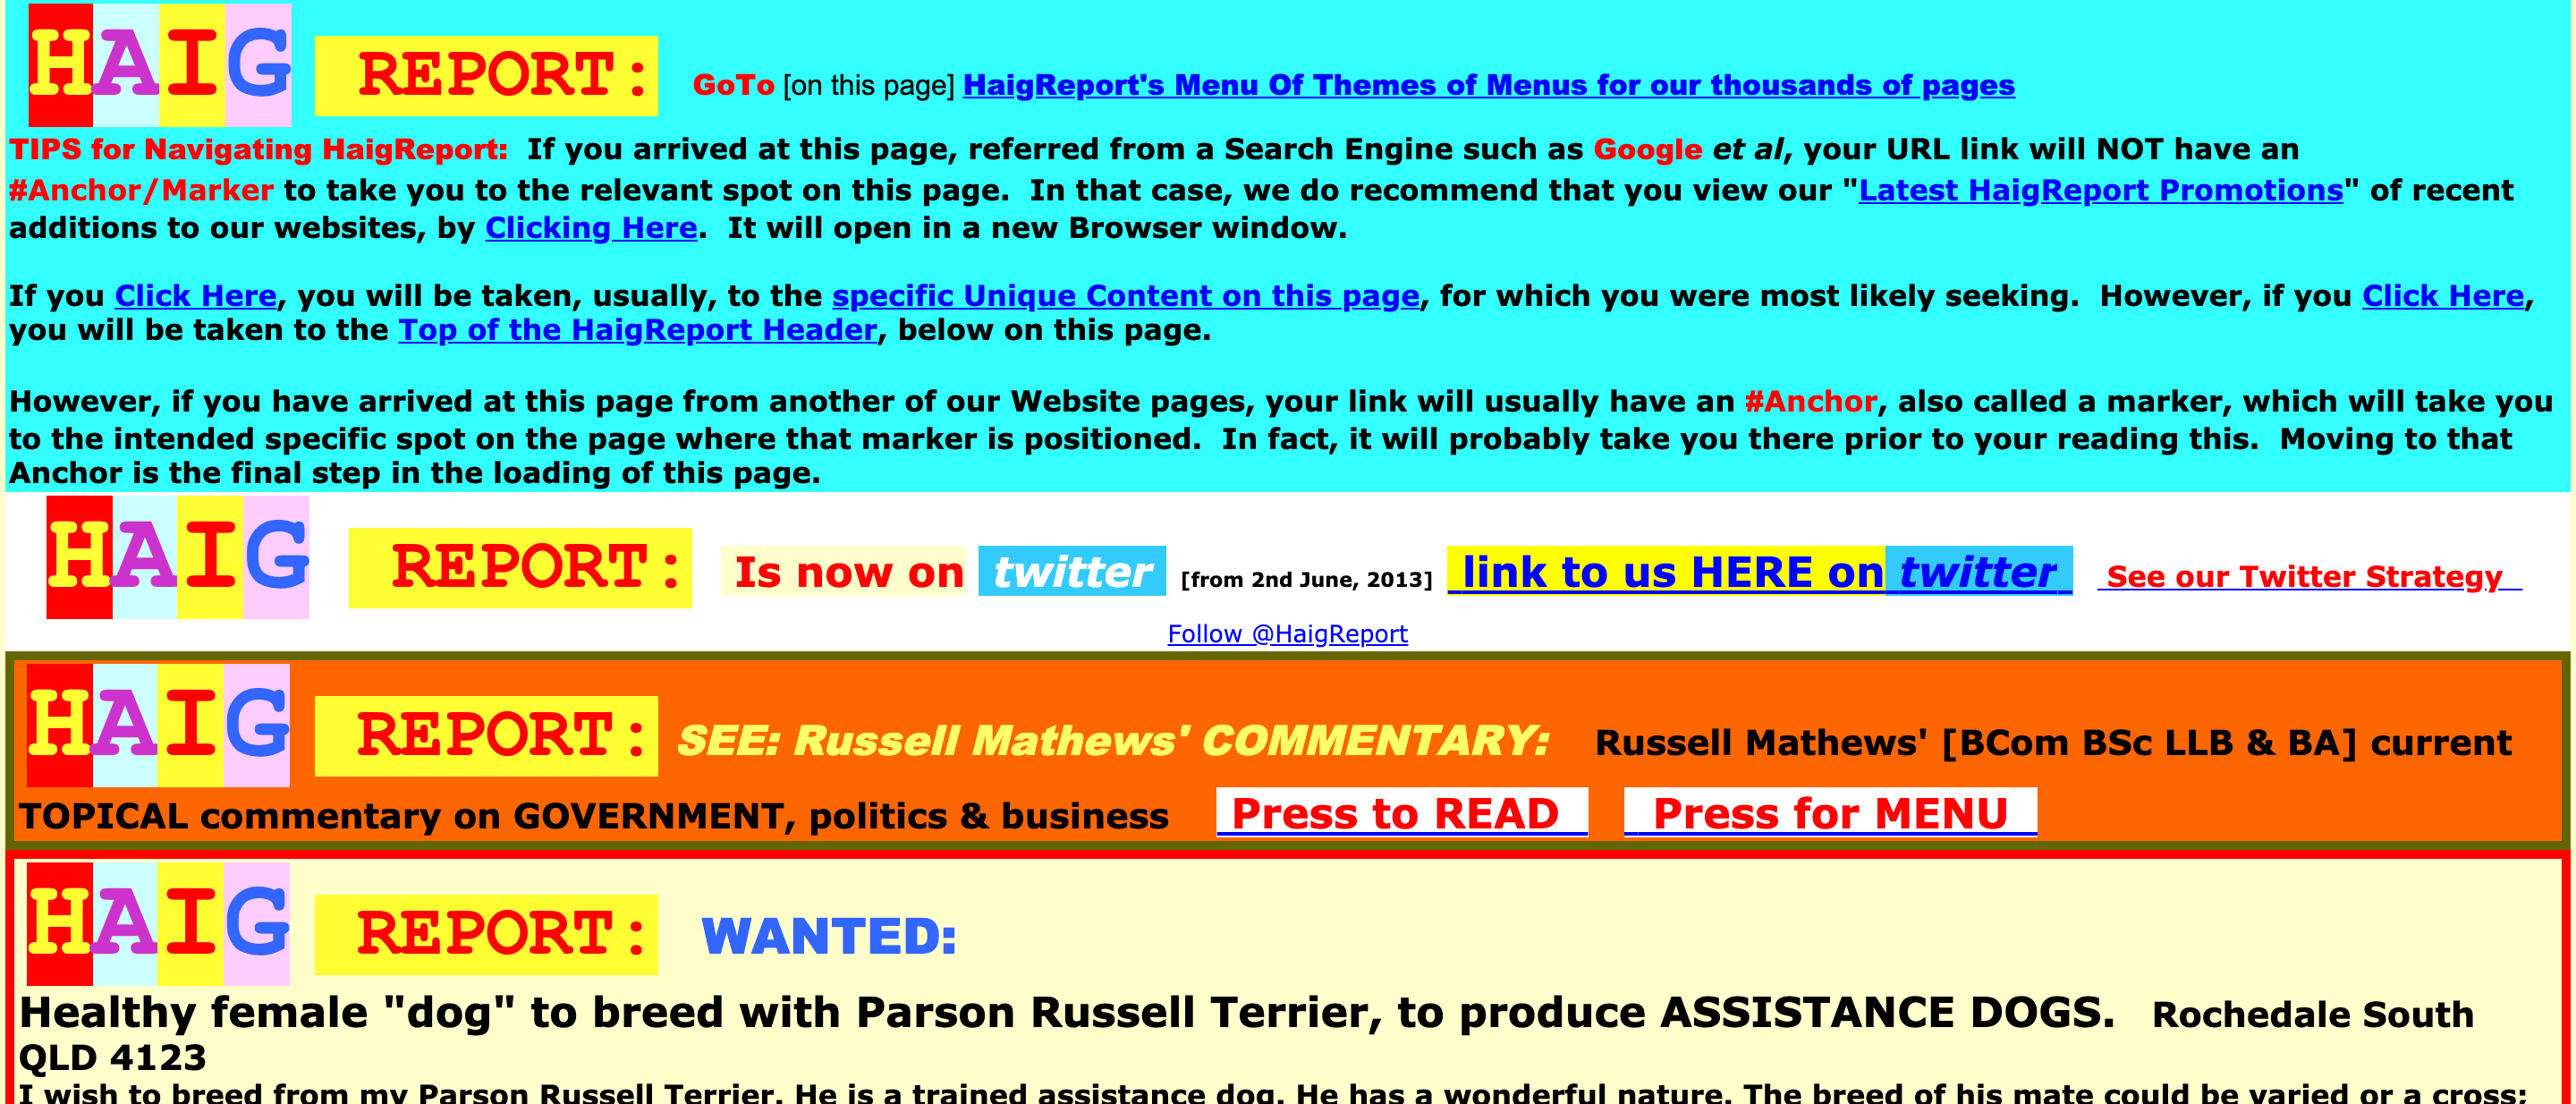 HAIG REPORT: GoTo [on this page] HaigReport's Menu Of Themes of Menus for our thousands of pages
TIPS for Navigating HaigReport: If you arrived at this page, referred from a Search Engine such as Google et al, your URL link will NOT have an
#Anchor/Marker to take you to the relevant spot on this page. In that case, we do recommend that you view our "Latest HaigReport Promotions" of recent
additions to our websites, by Clicking Here. It will open in a new Browser window.
If you Click Here, you will be taken, usually, to the specific Unique Content on this page, for which you were most likely seeking. However, if you Click Here,
you will be taken to the Top of the HaigReport Header, below on this page.
However, if you have arrived at this page from another of our Website pages, your link will usually have an #Anchor, also called a marker, which will take you
to the intended specific spot on the page where that marker is positioned. In fact, it will probably take you there prior to your reading this. Moving to that
Anchor is the final step in the loading of this page.
HAIG REPORT: Is now on twitter [from 2nd June, 2013] link to us HERE on twitter See our Twitter Strategy
Follow @HaigReport
HAIG REPORT: SEE: Russell Mathews' COMMENTARY: Russell Mathews' [BCom BSc LLB & BA] current
TOPICAL commentary on GOVERNMENT, politics & business Press to READ Press for MENU
HAIG REPORT: WANTED:
Healthy female "dog" to breed with Parson Russell Terrier, to produce ASSISTANCE DOGS. Rochedale South
QLD 4123
I wish to breed from my Parson Russell Terrier. He is a trained assistance dog. He has a wonderful nature. The breed of his mate could be varied or a cross;